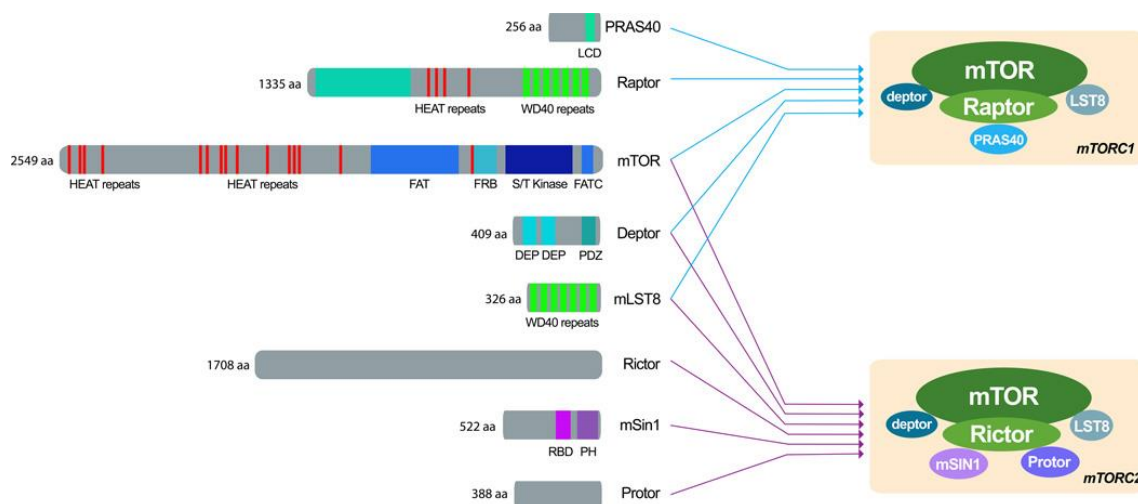 256 aa
PRAS40
LCD
1335 aa
Raptor
HEAT repeats
WD40 repeats
2549 aa
mTOR
HEAT repeats
HEAT repeats
FAT
FRB
S/T Kinase
FATC
409 aa
Deptor
DEP
DEP
PDZ
326 aa
mLST8
WD40 repeats
1708 aa
Rictor
522 aa
mSin1
RBD
PH
388 aa
Protor
mTOR
deptor
Raptor
LST8
PRAS40
mTORC1
mTOR
deptor
Rictor
LST8
mSIN1
Protor
mTORC2